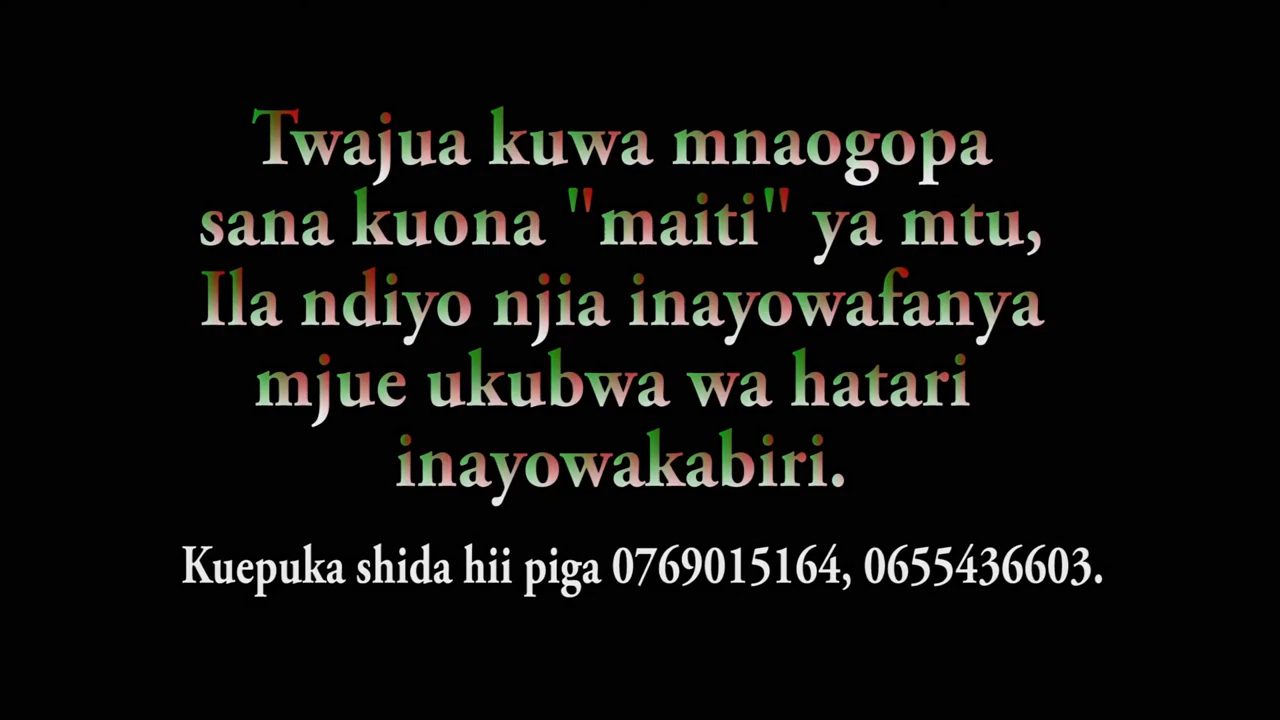 Twajua kuwa mnaogopa
sana kuona "maiti" ya mtu,
Ila ndiyo njia inayowafanya
mjue ukubwa wa hatari
inayowakabiri.
Kuepuka shida hii piga 0769015164, 0655436603.